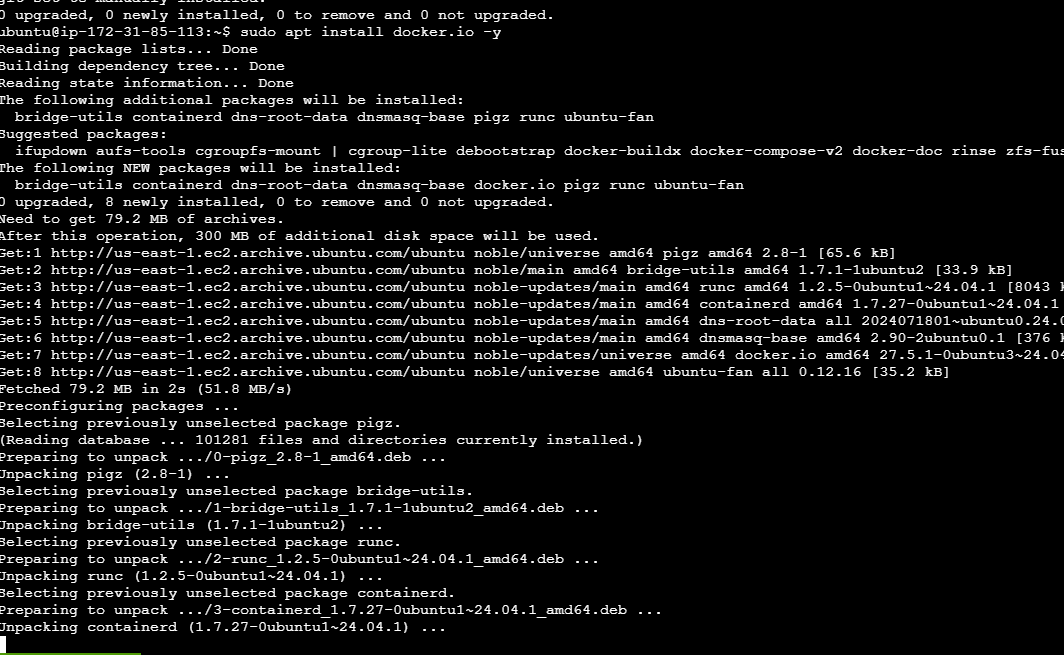 0 upgraded, 0 newly installed, 0 to remove and 0 not upgraded.
ubuntu@ip-172-31-85-113:~$ sudo apt install docker.io -y
Reading package lists... Done
Building dependency tree... Done
Reading state information... Done
The following additional packages will be installed:
  bridge-utils containerd dns-root-data dnsmasq-base pigz runc ubuntu-fan
Suggested packages:
  ifupdown aufs-tools cgroupfs-mount | cgroup-lite debootstrap docker-buildx docker-compose-v2 docker-doc rinse zfs-fus
The following NEW packages will be installed:
  bridge-utils containerd dns-root-data dnsmasq-base docker.io pigz runc ubuntu-fan
0 upgraded, 8 newly installed, 0 to remove and 0 not upgraded.
Need to get 79.2 MB of archives.
After this operation, 300 MB of additional disk space will be used.
Get:1 http://us-east-1.ec2.archive.ubuntu.com/ubuntu noble/universe amd64 pigz amd64 2.8-1 [65.6 kB]
Get:2 http://us-east-1.ec2.archive.ubuntu.com/ubuntu noble/main amd64 bridge-utils amd64 1.7.1-1ubuntu2 [33.9 kB]
Get:3 http://us-east-1.ec2.archive.ubuntu.com/ubuntu noble-updates/main amd64 runc amd64 1.2.5-0ubuntu1~24.04.1 [8043 k
Get:4 http://us-east-1.ec2.archive.ubuntu.com/ubuntu noble-updates/main amd64 containerd amd64 1.7.27-0ubuntu1~24.04.1
Get:5 http://us-east-1.ec2.archive.ubuntu.com/ubuntu noble-updates/main amd64 dns-root-data all 2024071801~ubuntu0.24.0
Get:6 http://us-east-1.ec2.archive.ubuntu.com/ubuntu noble-updates/main amd64 dnsmasq-base amd64 2.90-2ubuntu0.1 [376 k
Get:7 http://us-east-1.ec2.archive.ubuntu.com/ubuntu noble-updates/universe amd64 docker.io amd64 27.5.1-0ubuntu3~24.04
Get:8 http://us-east-1.ec2.archive.ubuntu.com/ubuntu noble/universe amd64 ubuntu-fan all 0.12.16 [35.2 kB]
Fetched 79.2 MB in 2s (51.8 MB/s)
Preconfiguring packages ...
Selecting previously unselected package pigz.
(Reading database ... 101281 files and directories currently installed.)
Preparing to unpack .../0-pigz_2.8-1_amd64.deb ...
Unpacking pigz (2.8-1) ...
Selecting previously unselected package bridge-utils.
Preparing to unpack .../1-bridge-utils_1.7.1-1ubuntu2_amd64.deb ...
Unpacking bridge-utils (1.7.1-1ubuntu2) ...
Selecting previously unselected package runc.
Preparing to unpack .../2-runc_1.2.5-0ubuntu1~24.04.1_amd64.deb ...
Unpacking runc (1.2.5-0ubuntu1~24.04.1) ...
Selecting previously unselected package containerd.
Preparing to unpack .../3-containerd_1.7.27-0ubuntu1~24.04.1_amd64.deb ...
Unpacking containerd (1.7.27-0ubuntu1~24.04.1) ...